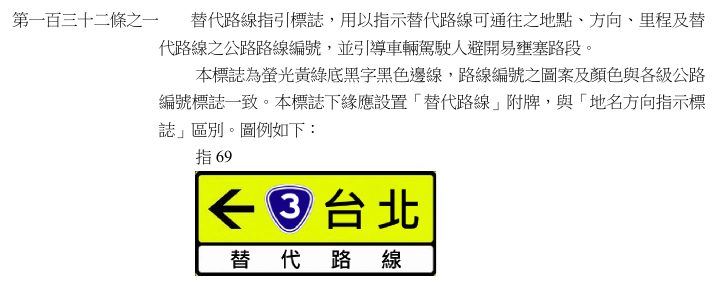 第一百三十二條之一　　替代路線指引標誌，用以指示替代路線可通往之地點、方向、里程及替
代路線之公路路線編號，並引導車輛駕駛人避開易壅塞路段。
本標誌為螢光黃綠底黑字黑色邊線，路線編號之圖案及顏色與各級公路
編號標誌一致。本標誌下緣應設置「替代路線」附牌，與「地名方向指示標
誌」區別。圖例如下：
指 69
← 3 台北
替代路線